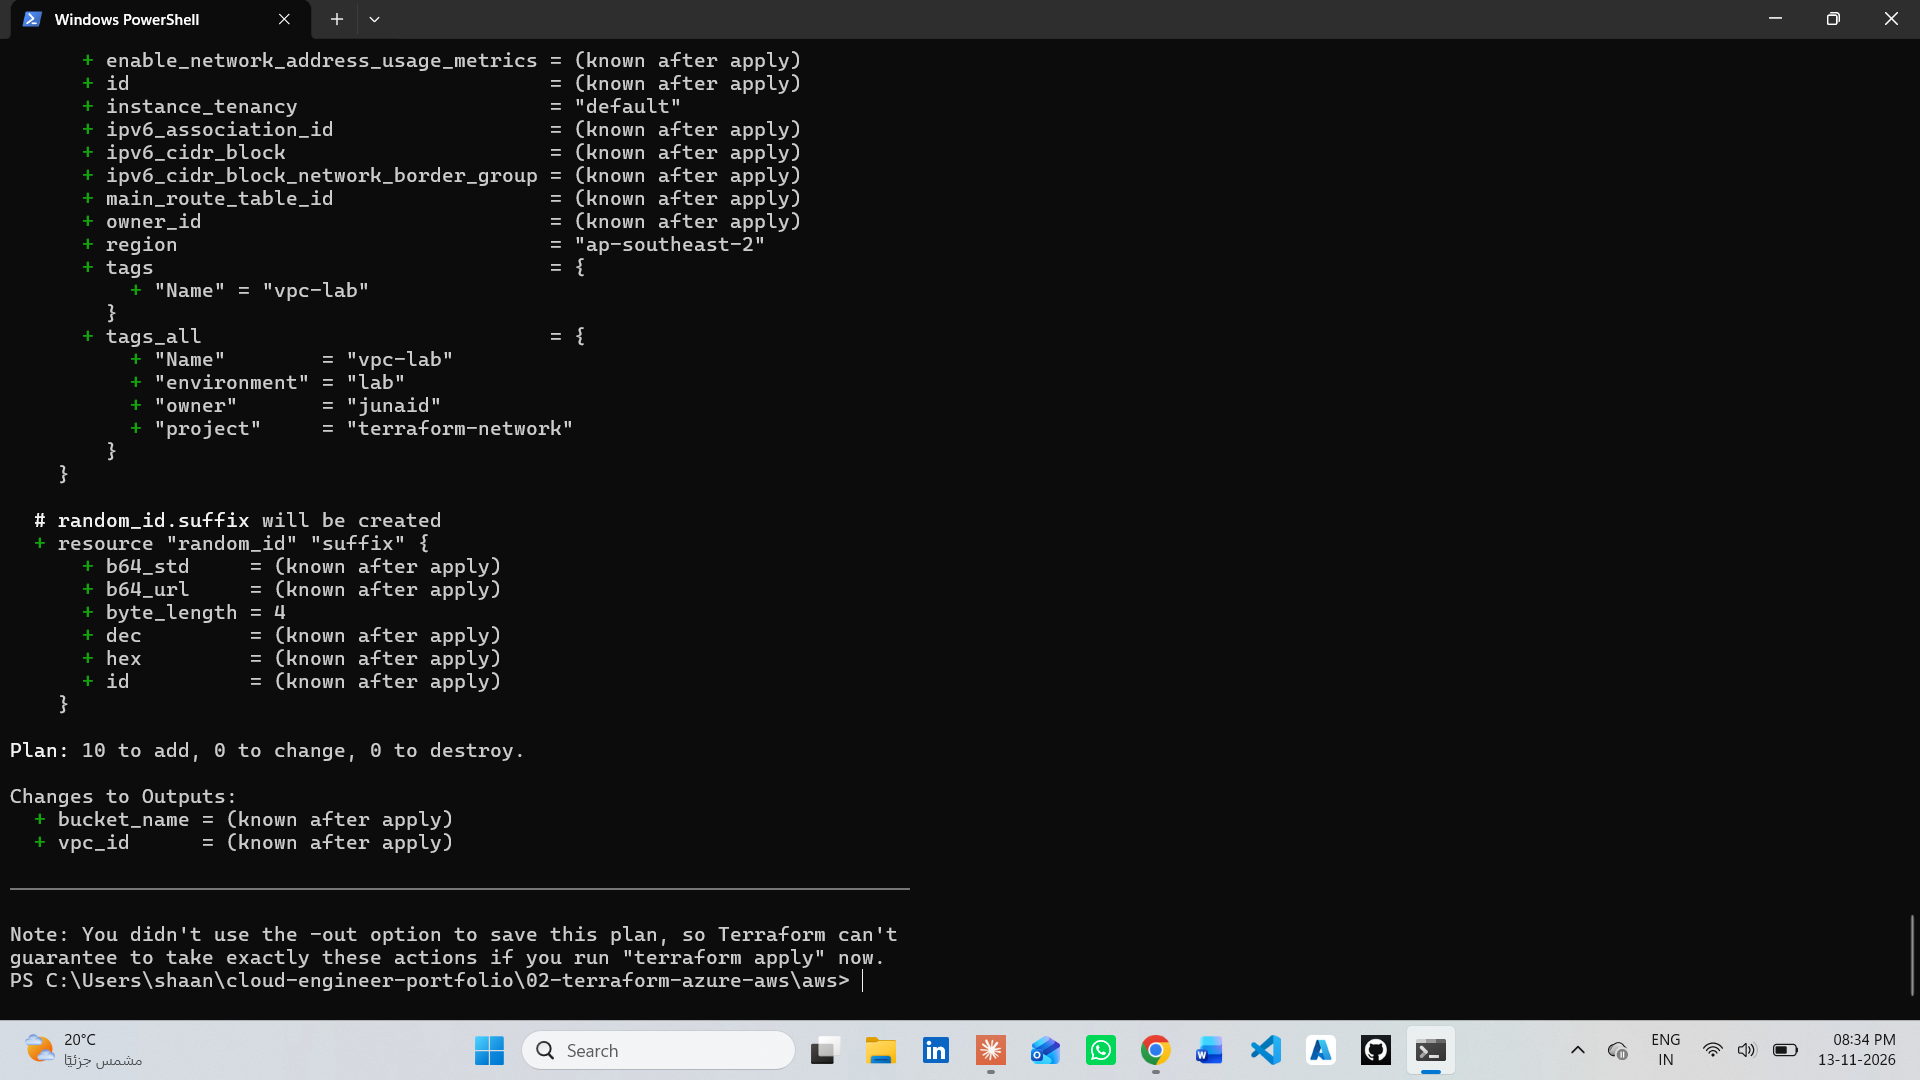 Windows PowerShell
+ enable_network_address_usage_metrics = (known after apply)
+ id = (known after apply)
+ instance_tenancy = "default"
+ ipv6_association_id = (known after apply)
+ ipv6_cidr_block = (known after apply)
+ ipv6_cidr_block_network_border_group = (known after apply)
+ main_route_table_id = (known after apply)
+ owner_id = (known after apply)
+ region = "ap-southeast-2"
+ tags = {
+ "Name" = "vpc-lab"
}
+ tags_all = {
+ "Name" = "vpc-lab"
+ "environment" = "lab"
+ "owner" = "junaid"
+ "project" = "terraform-network"
}
}
# random_id.suffix will be created
+ resource "random_id" "suffix" {
+ b64_std = (known after apply)
+ b64_url = (known after apply)
+ byte_length = 4
+ dec = (known after apply)
+ hex = (known after apply)
+ id = (known after apply)
}
Plan: 10 to add, 0 to change, 0 to destroy.
Changes to Outputs:
+ bucket_name = (known after apply)
+ vpc_id = (known after apply)
Note: You didn't use the -out option to save this plan, so Terraform can't
guarantee to take exactly these actions if you run "terraform apply" now.
PS C:\Users\shaan\cloud-engineer-portfolio\02-terraform-azure-aws\aws>
20°C
مشمس جزئيًا
Search
ENG
IN
08:34 PM
13-11-2026